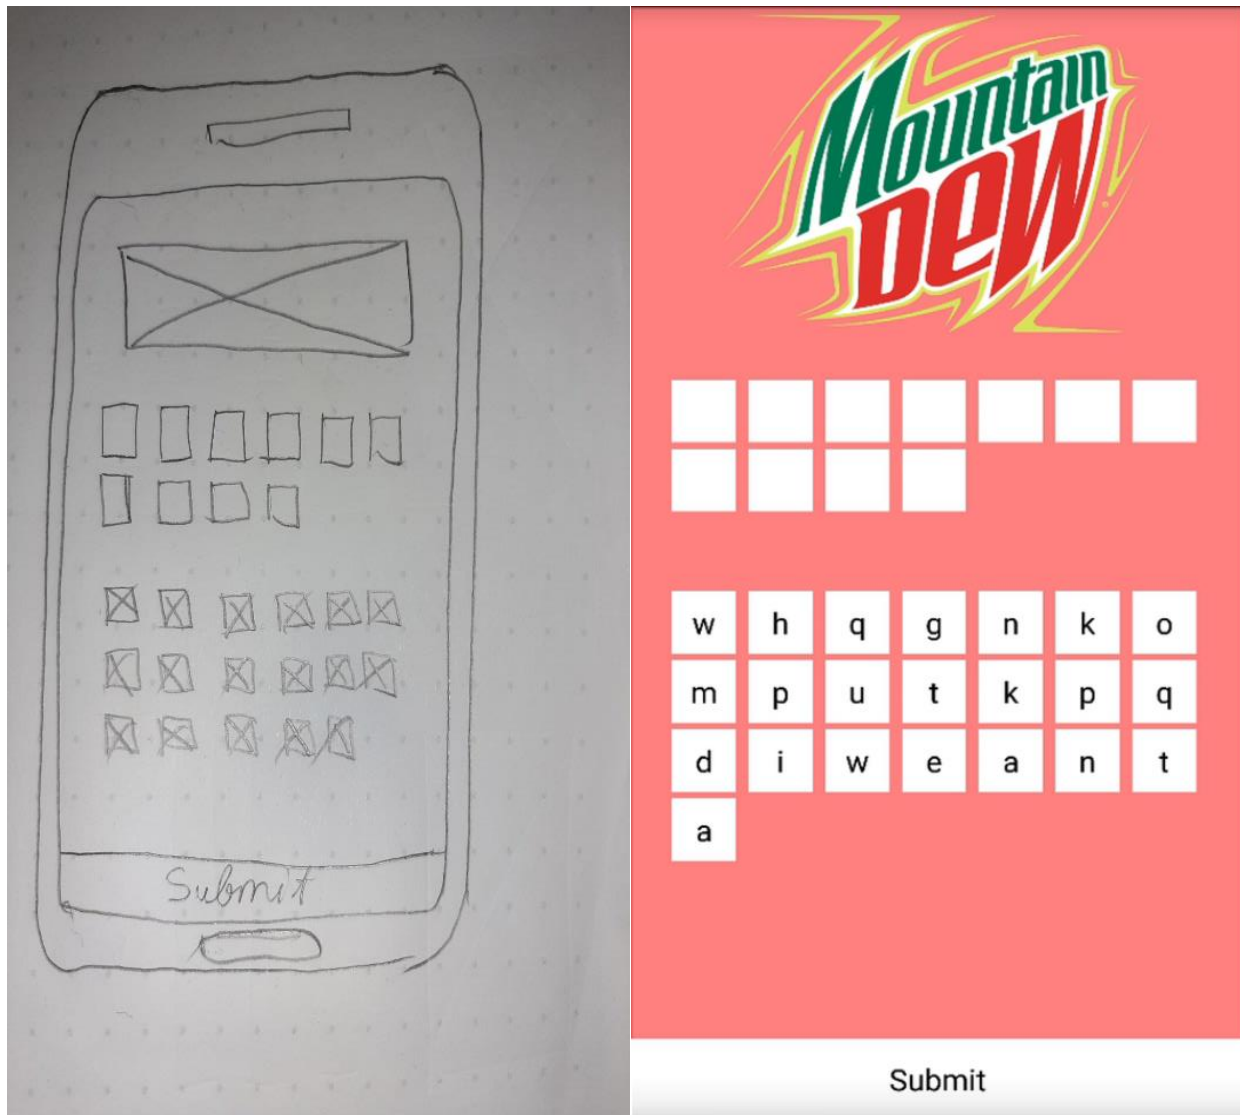 Submit
Mountain
Dew
w h q g n k o
m p u t k p q
d i w e a n t
a
Submit